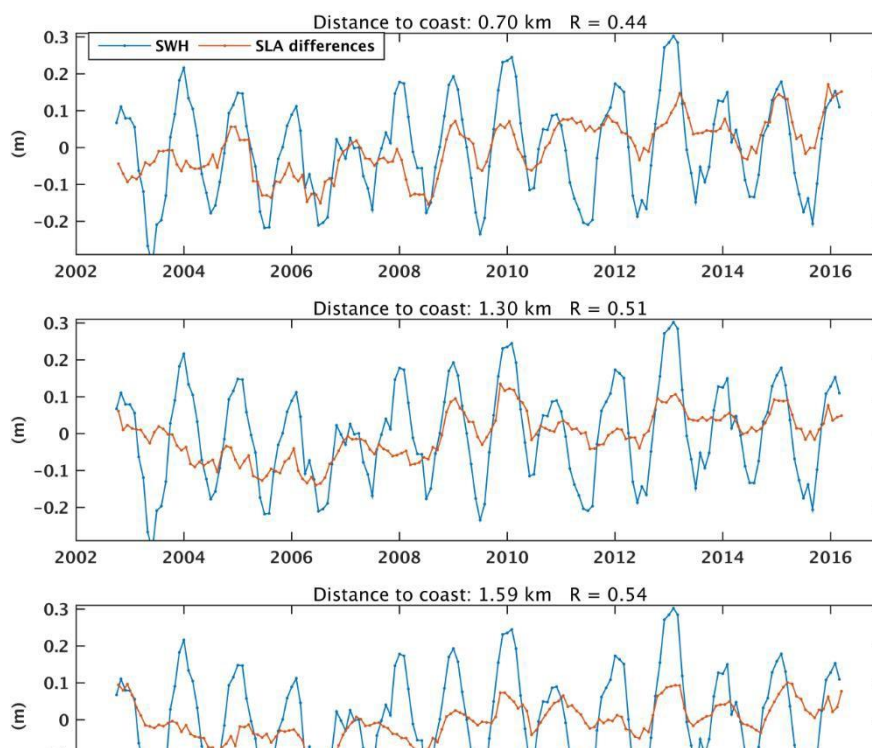 Distance to coast: 0.70 km R = 0.44
0.3
SWH SLA differences
0.2
0.1
(m)
0
-0.1
-0.2
2002 2004 2006 2008 2010 2012 2014 2016
Distance to coast: 1.30 km R = 0.51
0.3
0.2
0.1
(m)
0
-0.1
-0.2
2002 2004 2006 2008 2010 2012 2014 2016
Distance to coast: 1.59 km R = 0.54
0.3
0.2
0.1
(m)
0